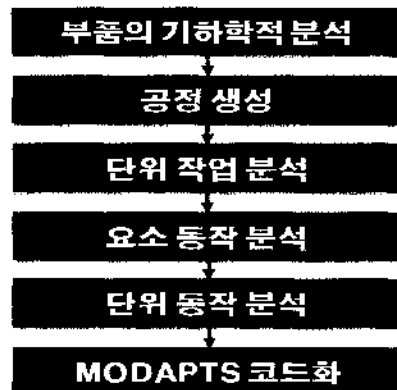 부품의 기하학적 분석
공정 생성
단위 작업 분석
요소 동작 분석
단위 동작 분석
MODAPTS 코드화